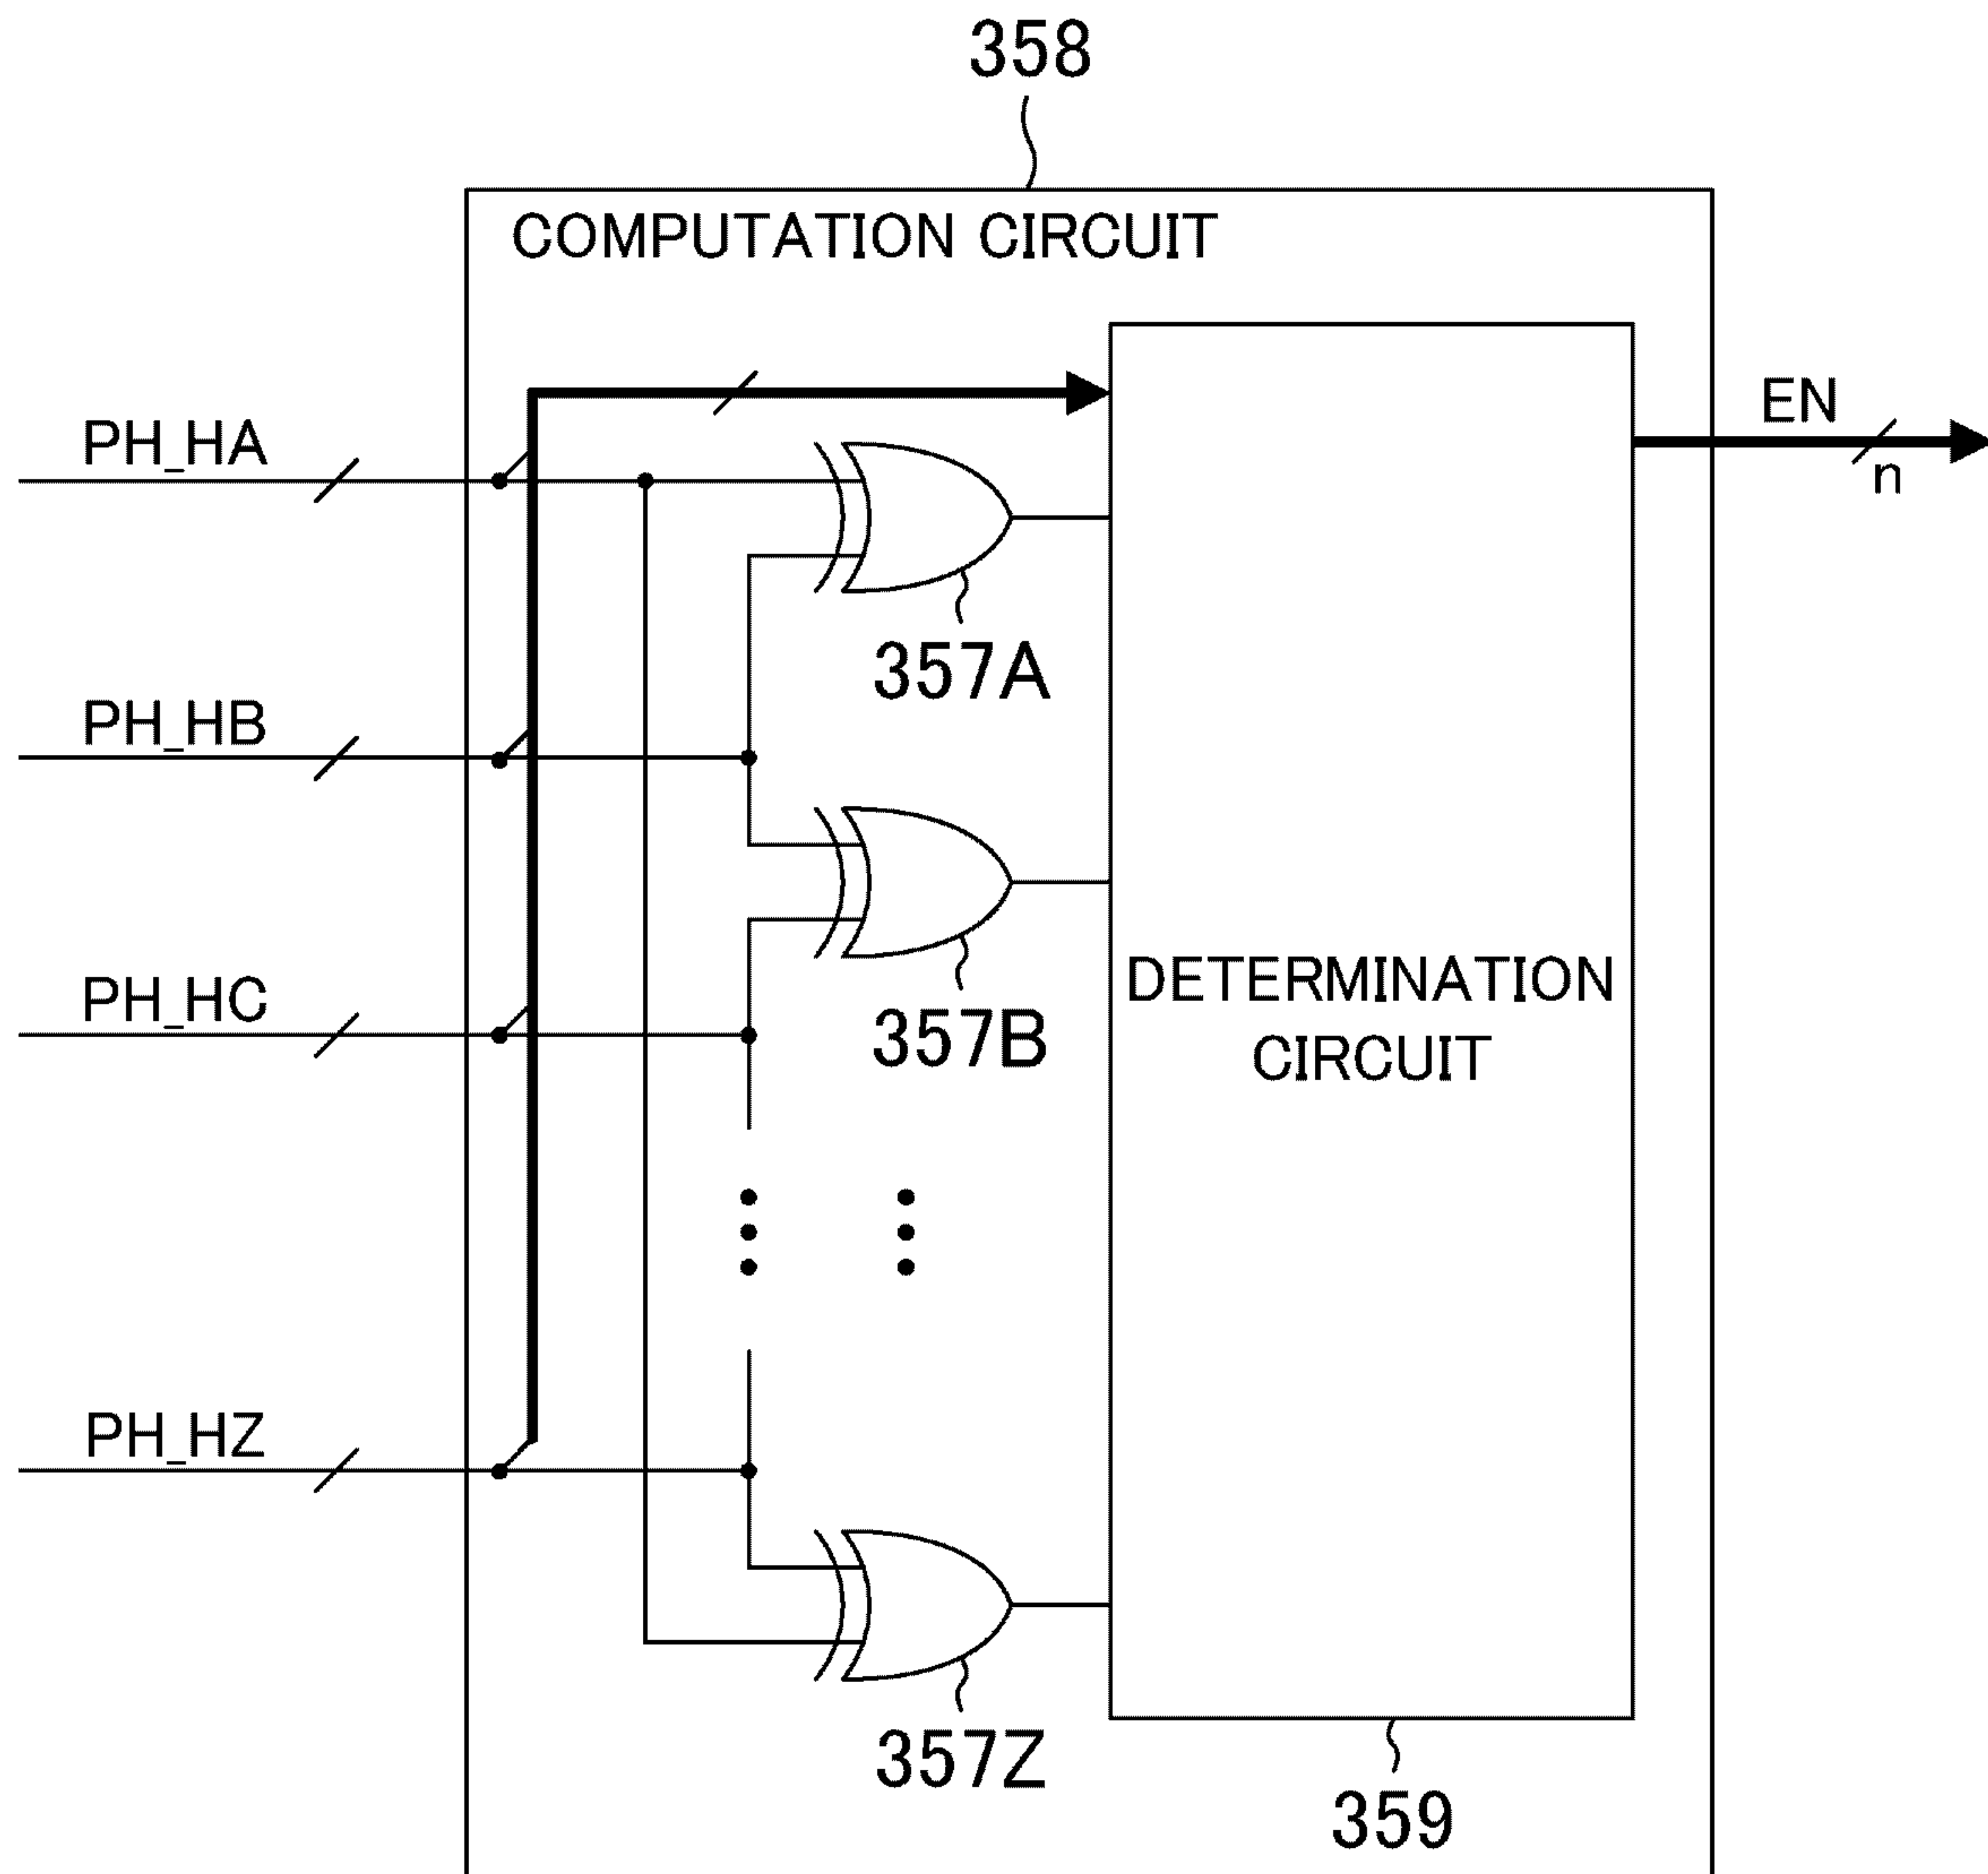 358
COMPUTATION CIRCUIT
PH_HA
EN
n
357A
PH_HB
PH_HC
357B
DETERMINATION
CIRCUIT
PH_HZ
357Z
359